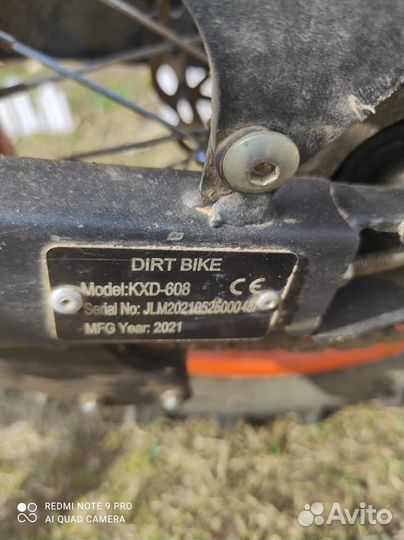 DIRT BIKE
Model:KXD-608 CE
Serial No: JLM2021052500048
MFG Year: 2021
REDMI NOTE 9 PRO
AI QUAD CAMERA
Avito